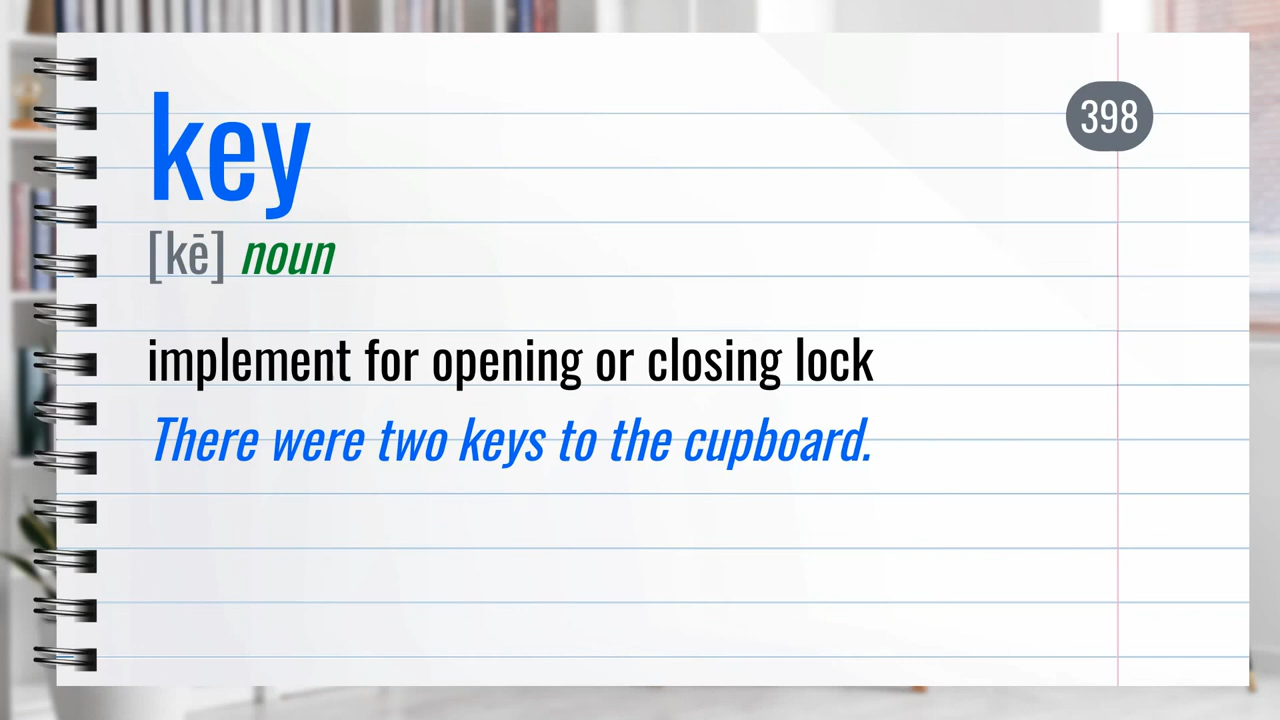 key
398
[kē] noun
implement for opening or closing lock
There were two keys to the cupboard.